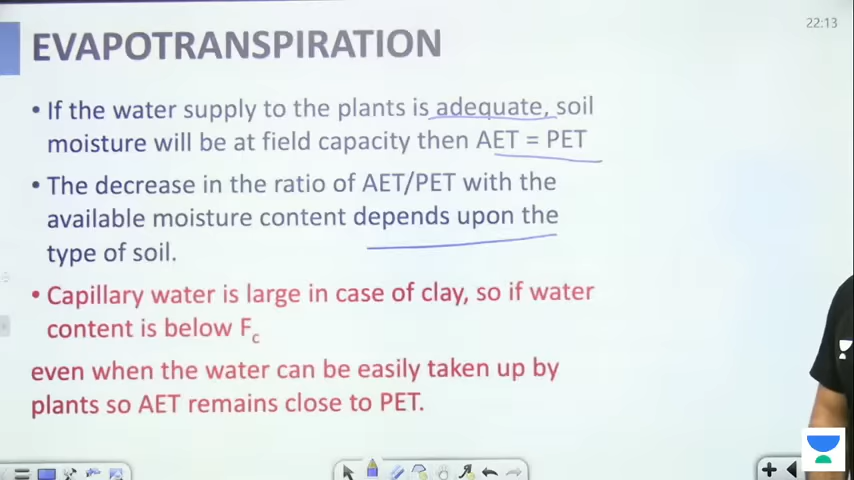 22:13
EVAPOTRANSPIRATION
• If the water supply to the plants is adequate, soil
moisture will be at field capacity then AET = PET
• The decrease in the ratio of AET/PET with the
available moisture content depends upon the
type of soil.
• Capillary water is large in case of clay, so if water
content is below Fc
even when the water can be easily taken up by
plants so AET remains close to PET.